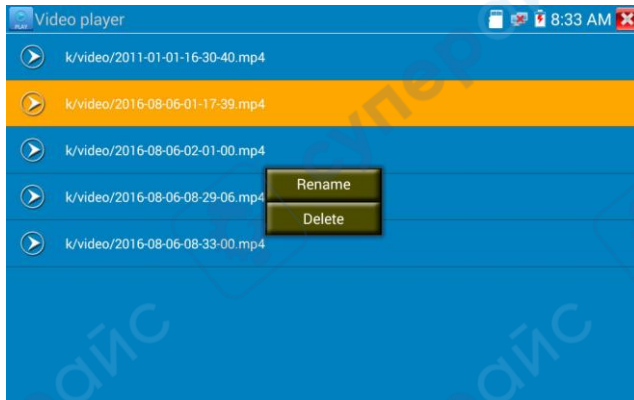 PLAY
Video player
8:33 AM
k/video/2011-01-01-16-30-40.mp4
k/video/2016-08-06-01-17-39.mp4
k/video/2016-08-06-02-01-00.mp4
k/video/2016-08-06-08-29-06.mp4
k/video/2016-08-06-08-33-00.mp4
Rename
Delete